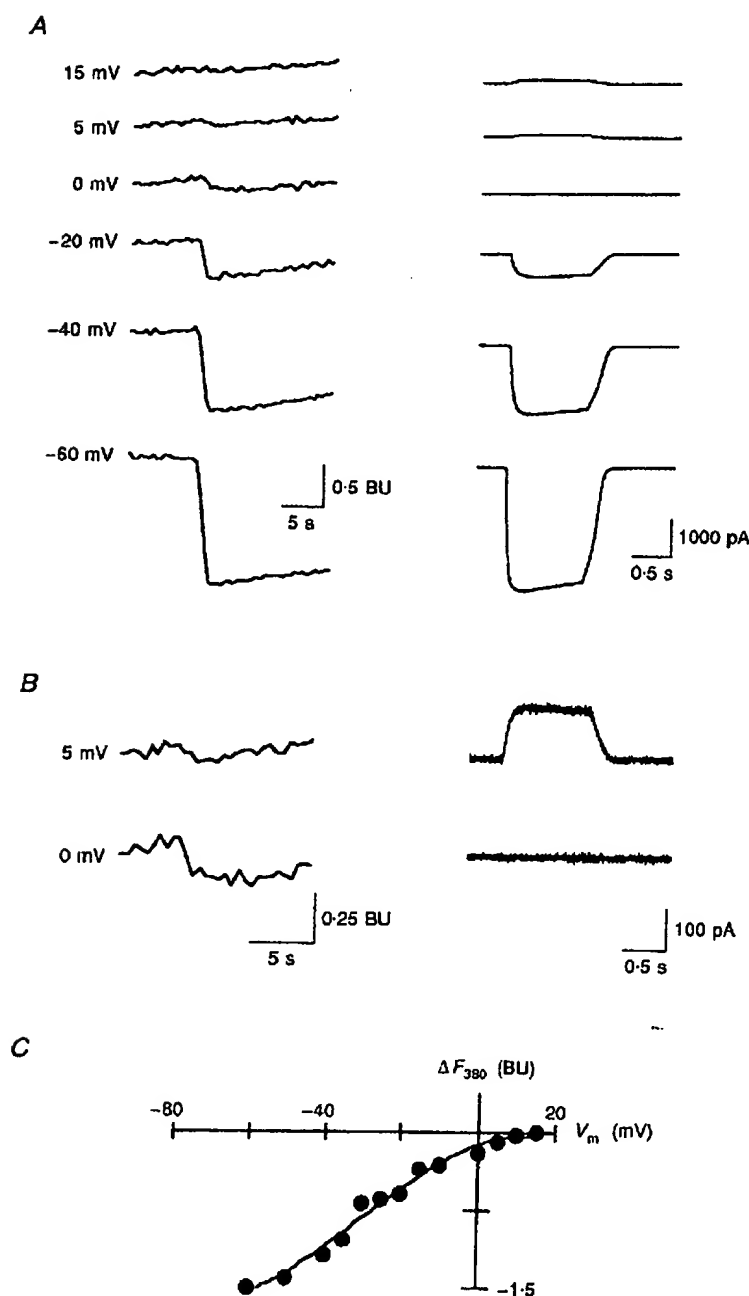 A
15 mV
5 mV
0 mV
-20 mV
-40 mV
-60 mV
0·5 BU
5 s
1000 pA
0·5 s
B
5 mV
0 mV
0·25 BU
5 s
100 pA
0·5 s
C
ΔF380 (BU)
-80
-40
20
Vm (mV)
-1·5